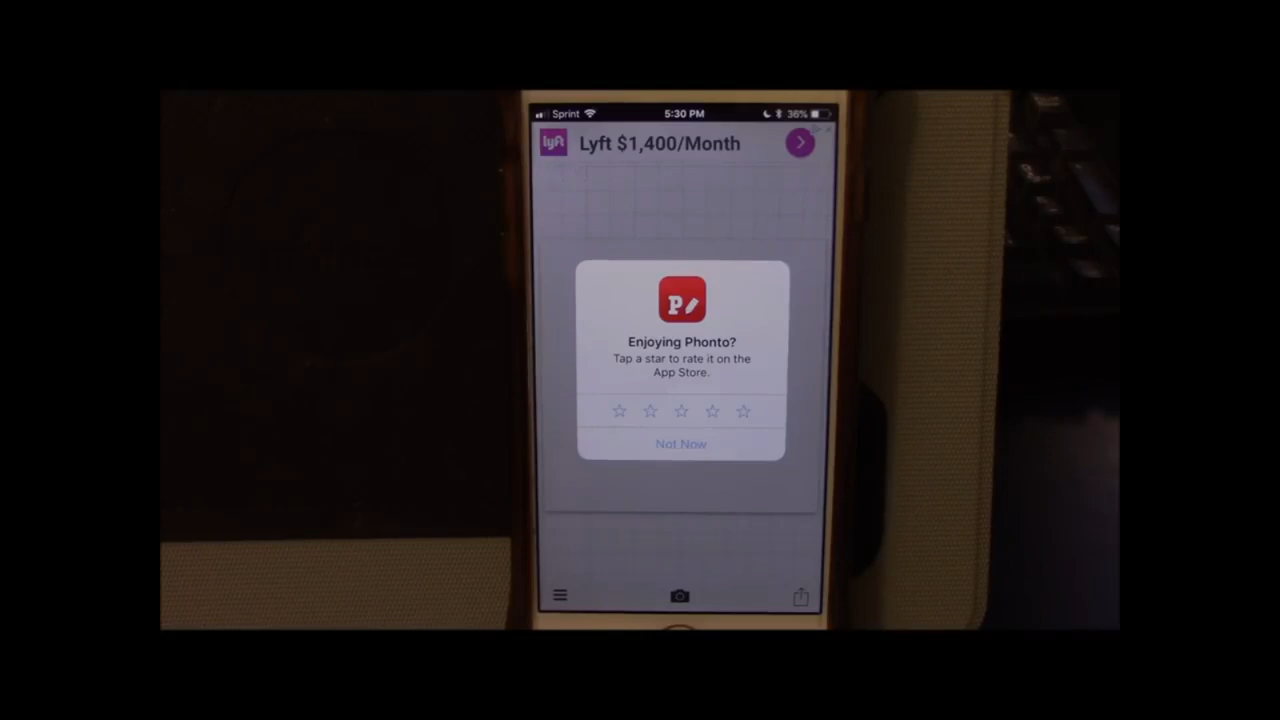 Sprint 5:30 PM 36%
lyft Lyft $1,400/Month
P
Enjoying Phonto?
Tap a star to rate it on the
App Store.
Not Now